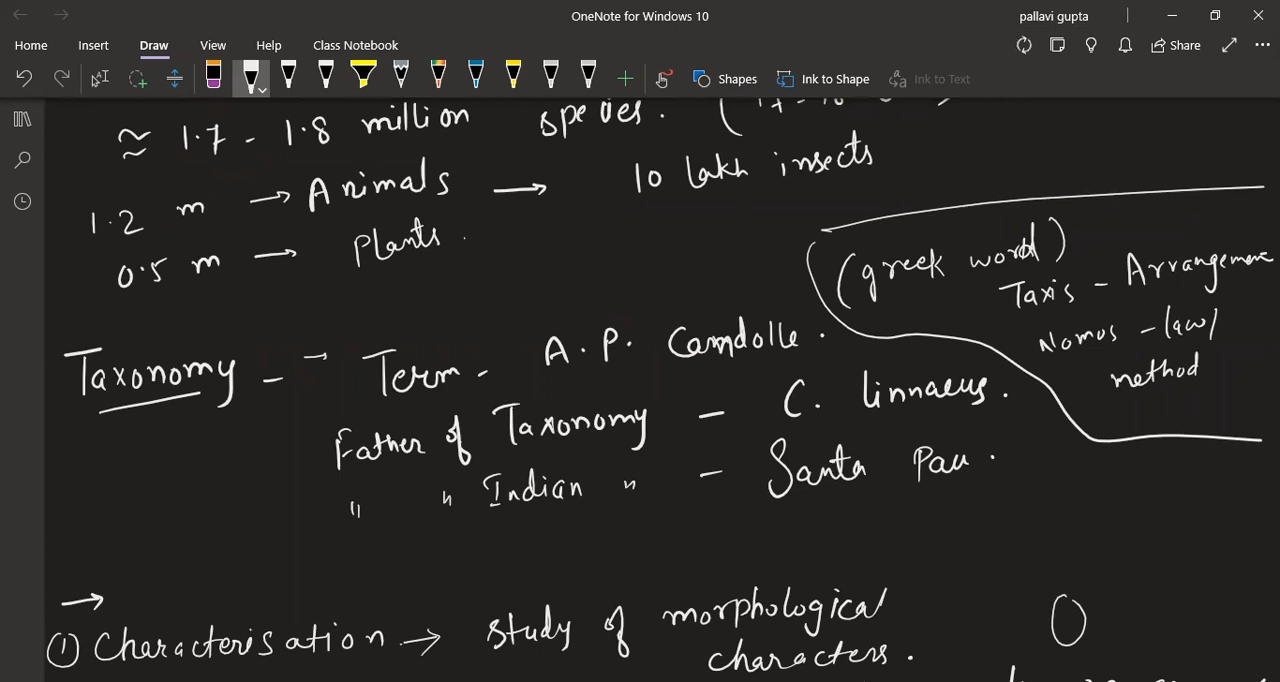 OneNote for Windows 10
pallavi gupta
Home Insert Draw View Help Class Notebook
Share
Shapes Ink to Shape Ink to Text
≈ 1.7 - 1.8 million species.
1.2 m → Animals → 10 lakh insects
0.5 m → Plants.
(greek word)
Taxis - Arrangement
Nomos - law/
method
Taxonomy - - Term - A.P. Camdolle.
Father of Taxonomy - C. linnaeus.
" " Indian " - Santa Pau.
→
① Characterisation → study of morphological
characters.